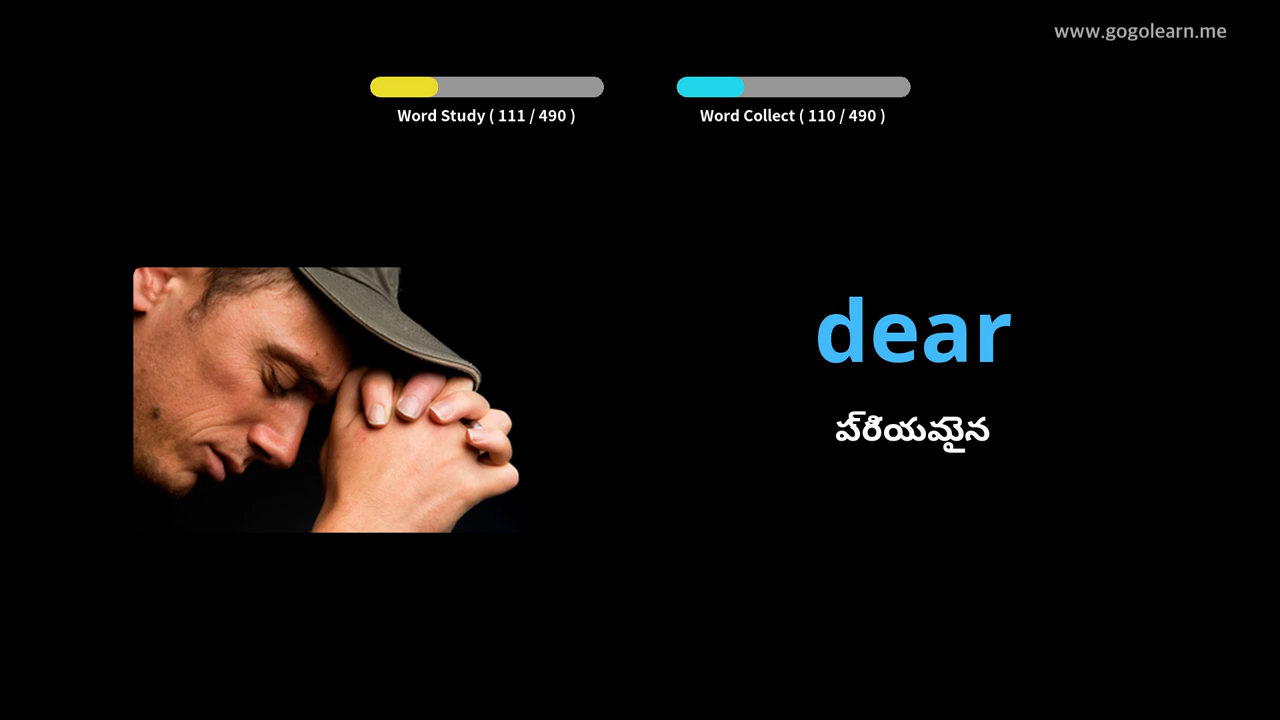 www.gogolearn.me
Word Study ( 111 / 490 )
Word Collect ( 110 / 490 )
dear
ప్రియమైన